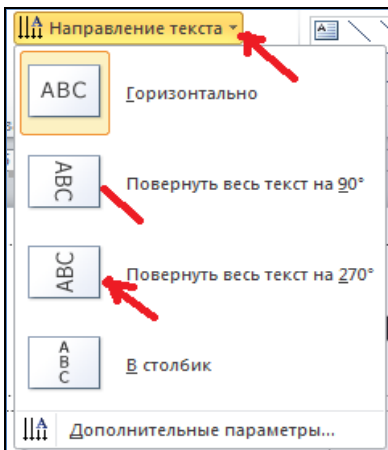 Направление текста
ABC
Горизонтально
ABC
Повернуть весь текст на 90°
ABC
Повернуть весь текст на 270°
A
B
C
В столбик
Дополнительные параметры...